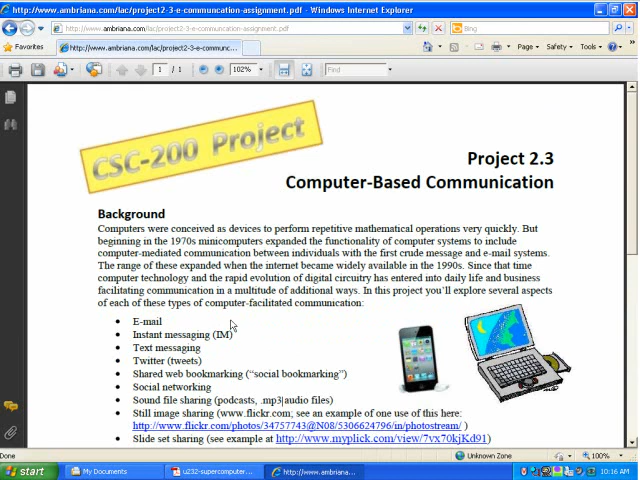 http://www.ambriana.com/lac/project2-3-e-communcation-assignment.pdf - Windows Internet Explorer
http://www.ambriana.com/lac/project2-3-e-communcation-assignment.pdf
Bing
Favorites
http://www.ambriana.com/lac/project2-3-e-communc...
Page
Safety
Tools
1 / 1
102%
Find
CSC-200 Project
Project 2.3
Computer-Based Communication
Background
Computers were conceived as devices to perform repetitive mathematical operations very quickly. But
beginning in the 1970s minicomputers expanded the functionality of computer systems to include
computer-mediated communication between individuals with the first crude message and e-mail systems.
The range of these expanded when the internet became widely available in the 1990s. Since that time
computer technology and the rapid evolution of digital circuitry has entered into daily life and business
facilitating communication in a multitude of additional ways. In this project you'll explore several aspects
of each of these types of computer-facilitated communication:
• E-mail
• Instant messaging (IM)
• Text messaging
• Twitter (tweets)
• Shared web bookmarking ("social bookmarking")
• Social networking
• Sound file sharing (podcasts, .mp3|audio files)
• Still image sharing (www.flickr.com; see an example of one use of this here:
http://www.flickr.com/photos/34757743@N08/5306624796/in/photostream/ )
• Slide set sharing (see example at http://www.myplick.com/view/7vx70kjKd91)
Done
Unknown Zone
100%
start
My Documents
u232-supercomputer...
http://www.ambriana...
10:16 AM